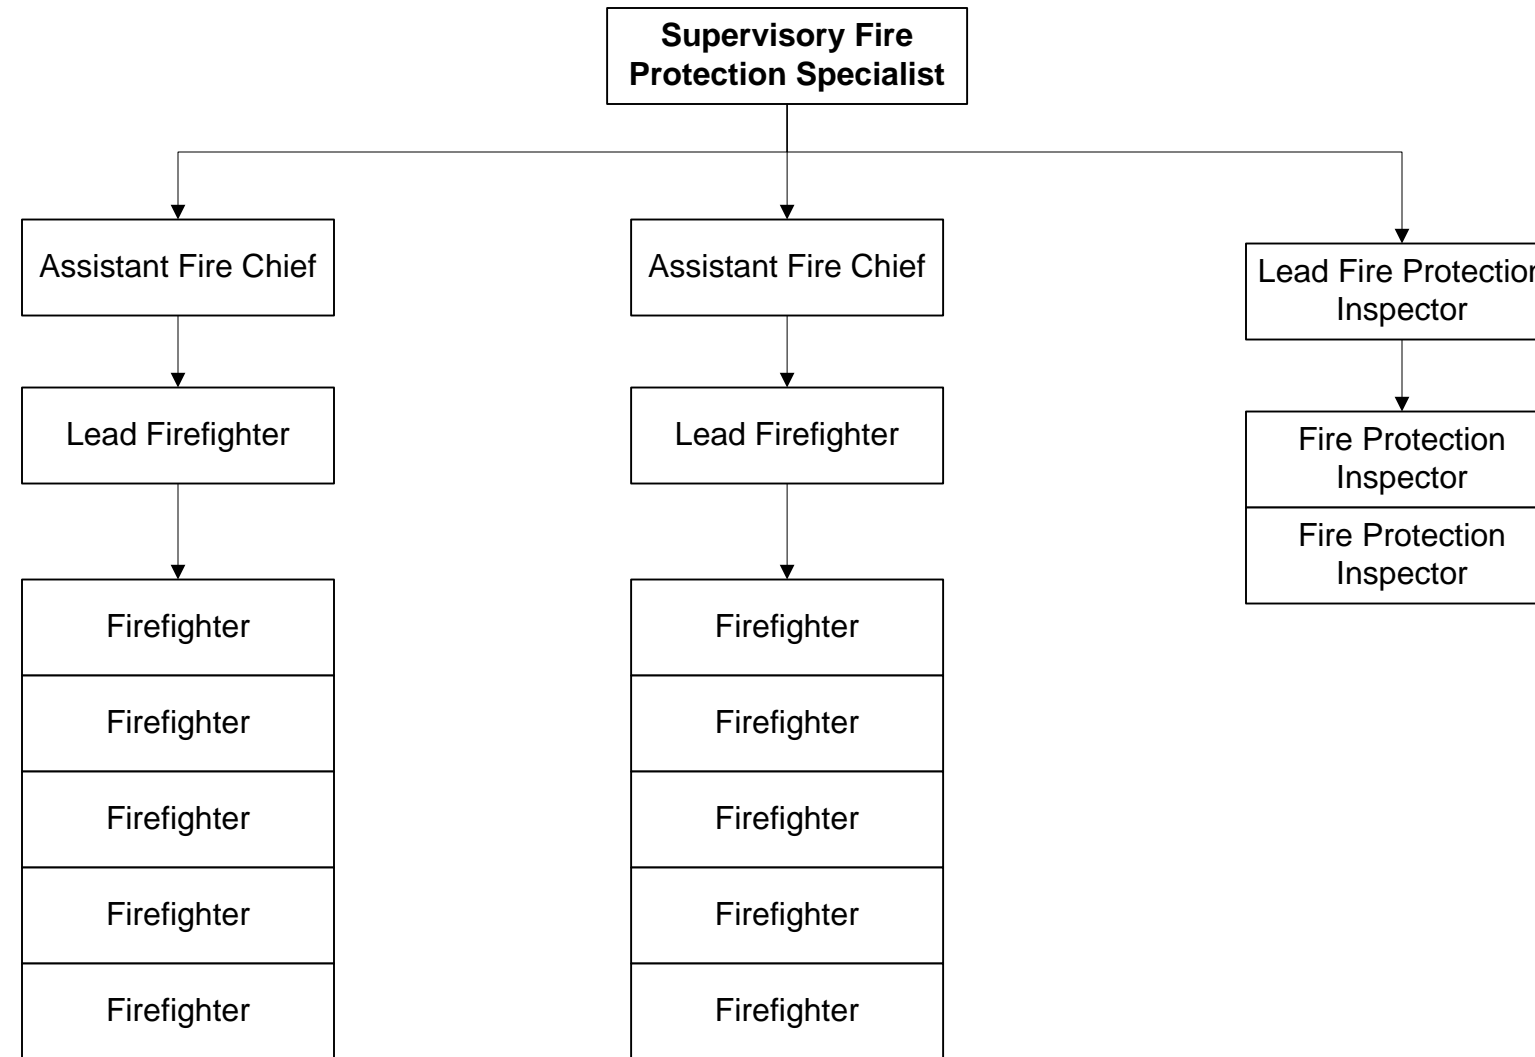 Supervisory Fire
Protection Specialist
Assistant Fire Chief
Assistant Fire Chief
Lead Fire Protection
Inspector
Lead Firefighter
Lead Firefighter
Fire Protection
Inspector
Fire Protection
Inspector
Firefighter
Firefighter
Firefighter
Firefighter
Firefighter
Firefighter
Firefighter
Firefighter
Firefighter
Firefighter